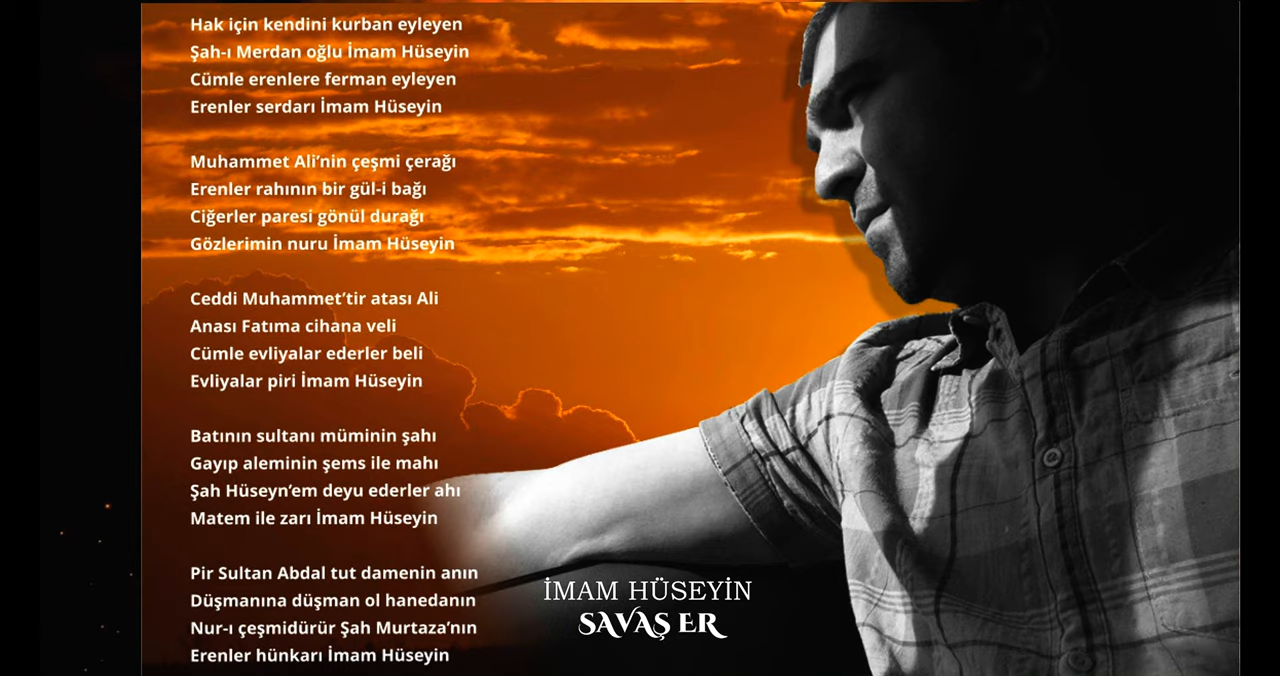 Hak için kendini kurban eyleyen
Şah-ı Merdan oğlu İmam Hüseyin
Cümle erenlere ferman eyleyen
Erenler serdarı İmam Hüseyin
Muhammet Ali’nin çeşmi çerağı
Erenler rahının bir gül-i bağı
Ciğerler paresi gönül durağı
Gözlerimin nuru İmam Hüseyin
Ceddi Muhammet’tir atası Ali
Anası Fatıma cihana veli
Cümle evliyalar ederler beli
Evliyalar piri İmam Hüseyin
Batının sultanı müminin şahı
Gayıp aleminin şems ile mahı
Şah Hüseyn’em deyu ederler ahı
Matem ile zarı İmam Hüseyin
Pir Sultan Abdal tut damenin anın
Düşmanına düşman ol hanedanın
Nur-ı çeşmidürür Şah Murtaza’nın
Erenler hünkarı İmam Hüseyin
İMAM HÜSEYİN
SAVAŞ ER